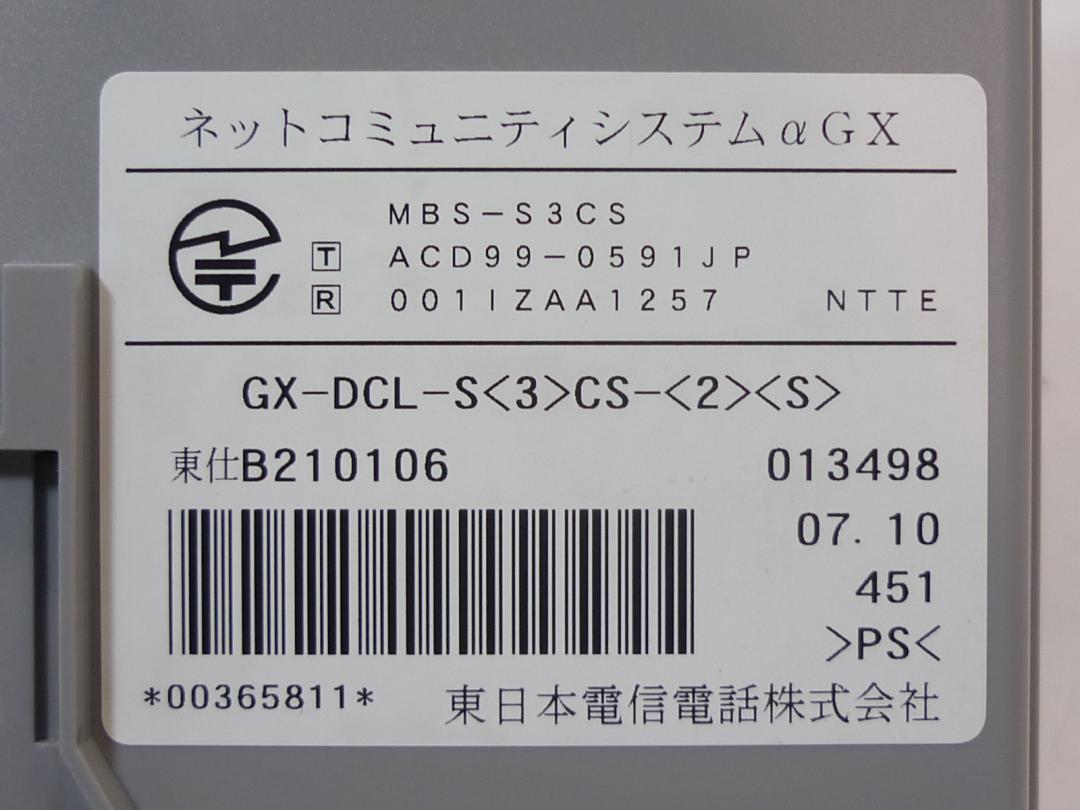 ネットコミュニティシステムαGX
MBS-S3CS
T ACD99-0591JP
R 001IZAA1257 NTTE
GX-DCL-S<3>CS-<2><S>
東仕B210106 013498
07.10
451
>PS<
*00365811* 東日本電信電話株式会社